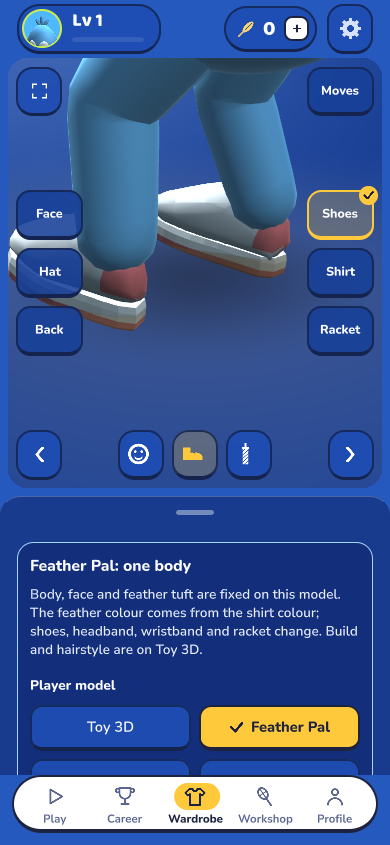 Lv 1
0
+
Moves
Face
Shoes
Hat
Shirt
Back
Racket
Feather Pal: one body
Body, face and feather tuft are fixed on this model.
The feather colour comes from the shirt colour;
shoes, headband, wristband and racket change. Build
and hairstyle are on Toy 3D.
Player model
Toy 3D
Feather Pal
Play
Career
Wardrobe
Workshop
Profile